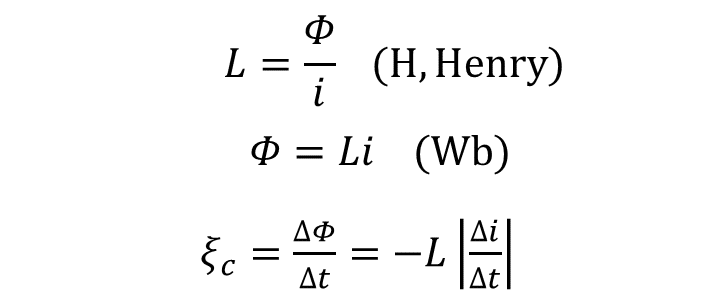 L = Φ/i (H, Henry)
Φ = Li (Wb)
ξ_c = ΔΦ/Δt = −L |Δi/Δt|